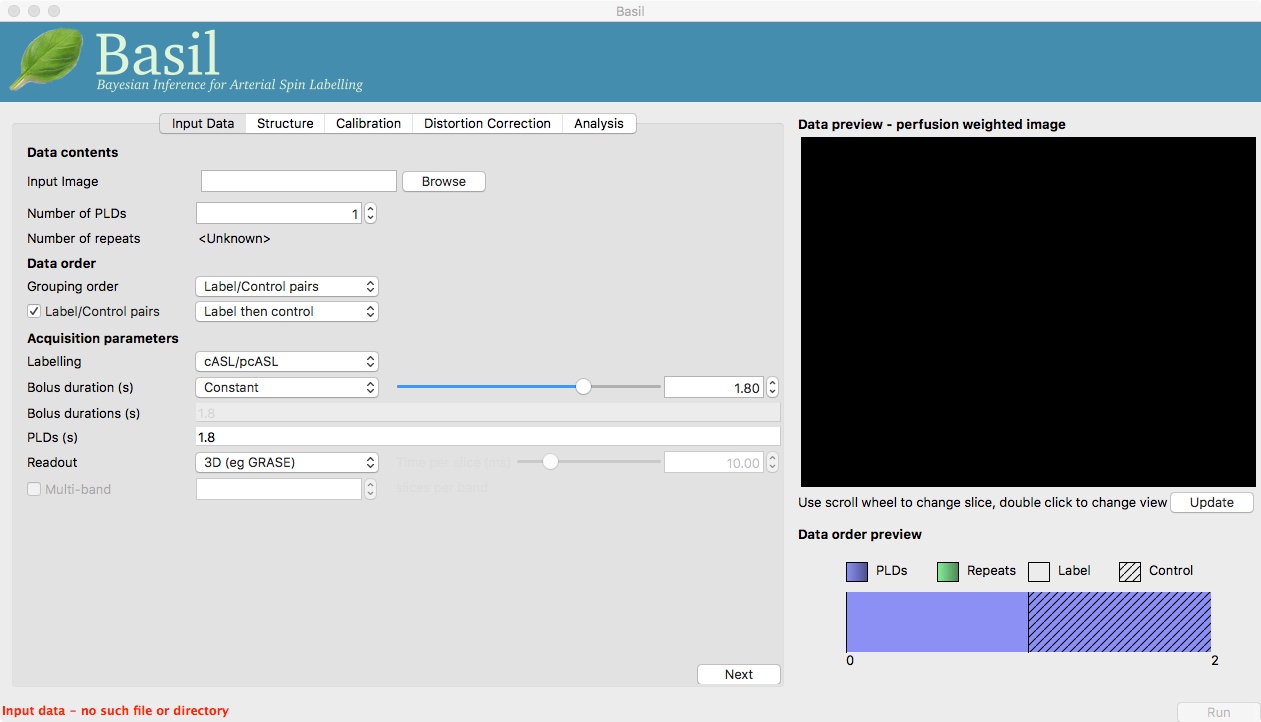 Basil
Basil
Bayesian Inference for Arterial Spin Labelling
Input Data Structure Calibration Distortion Correction Analysis
Data contents
Input Image Browse
Number of PLDs 1
Number of repeats <Unknown>
Data order
Grouping order Label/Control pairs
Label/Control pairs Label then control
Acquisition parameters
Labelling cASL/pcASL
Bolus duration (s) Constant 1.80
Bolus durations (s) 1.8
PLDs (s) 1.8
Readout 3D (eg GRASE) Time per slice (ms) 10.00
Multi-band slices per band
Next
Data preview - perfusion weighted image
Use scroll wheel to change slice, double click to change view Update
Data order preview
PLDs Repeats Label Control
0 2
Input data - no such file or directory
Run